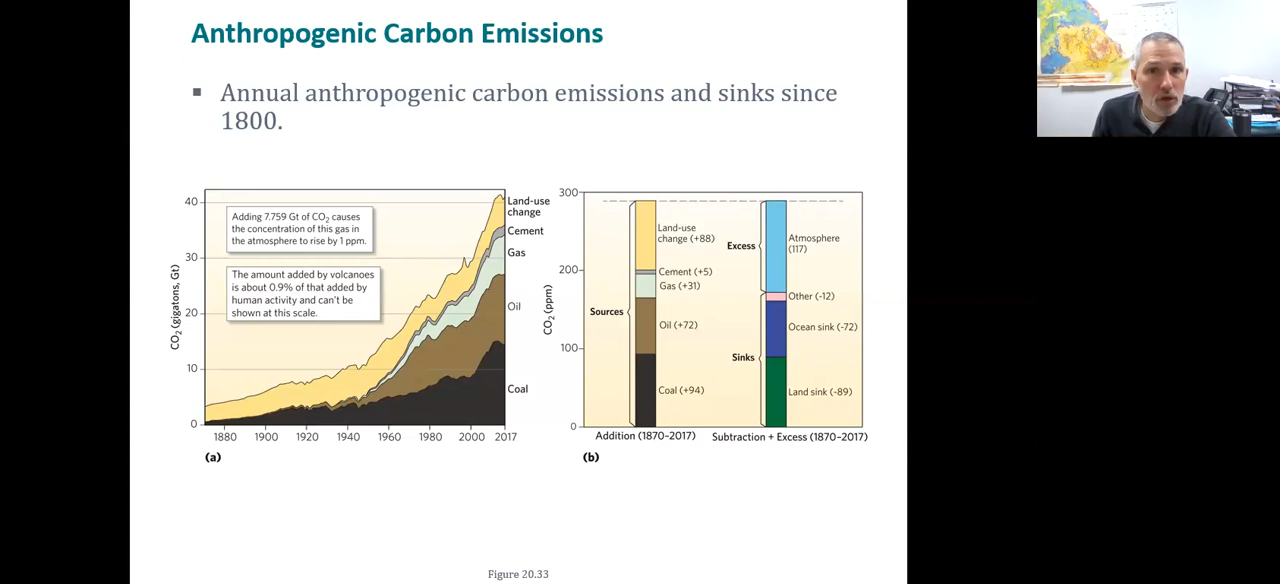 Anthropogenic Carbon Emissions
▪ Annual anthropogenic carbon emissions and sinks since
1800.
CO2 (gigatons, Gt)
40
30
20
10
0
Adding 7.759 Gt of CO2 causes
the concentration of this gas in
the atmosphere to rise by 1 ppm.
The amount added by volcanoes
is about 0.9% of that added by
human activity and can't be
shown at this scale.
Land-use
change
Cement
Gas
Oil
Coal
1880 1900 1920 1940 1960 1980 2000 2017
(a)
CO2 (ppm)
300
200
100
0
Sources
Land-use
change (+88)
Cement (+5)
Gas (+31)
Oil (+72)
Coal (+94)
Excess
Sinks
Atmosphere
(117)
Other (-12)
Ocean sink (-72)
Land sink (-89)
Addition (1870–2017) Subtraction + Excess (1870–2017)
(b)
Figure 20.33